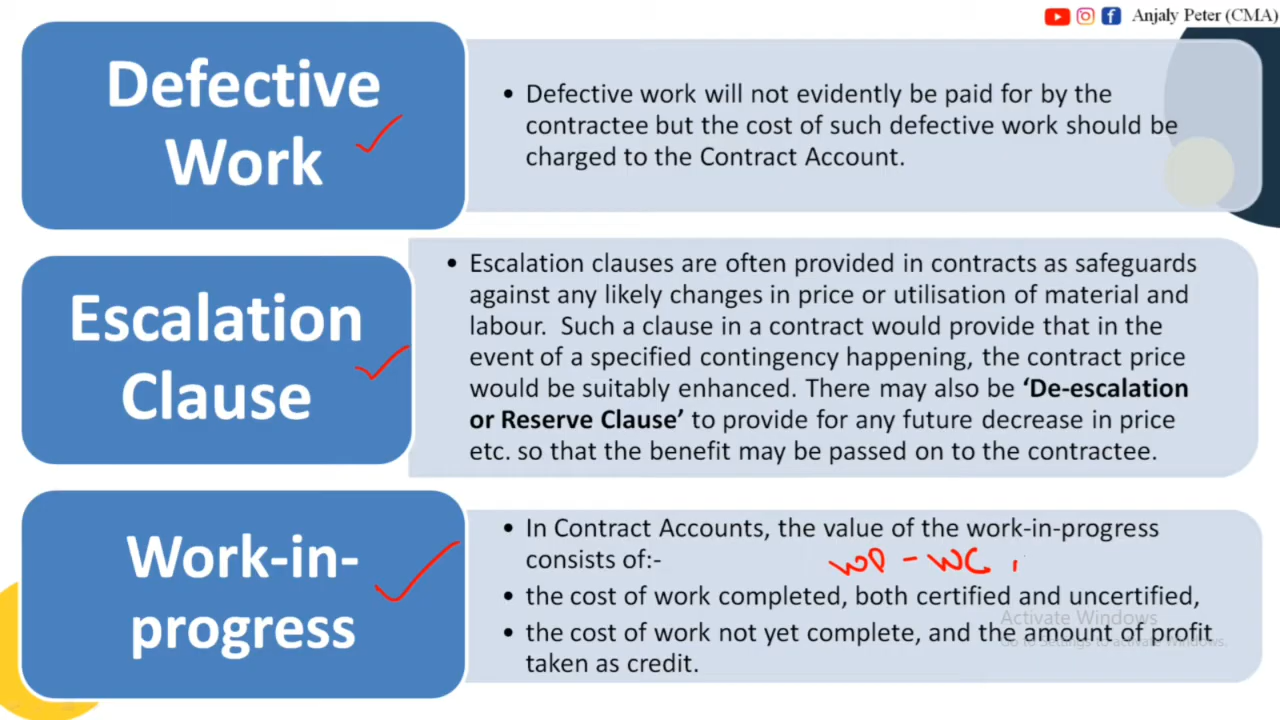 Anjaly Peter (CMA)
Defective
Work
• Defective work will not evidently be paid for by the
contractee but the cost of such defective work should be
charged to the Contract Account.
Escalation
Clause
• Escalation clauses are often provided in contracts as safeguards
against any likely changes in price or utilisation of material and
labour. Such a clause in a contract would provide that in the
event of a specified contingency happening, the contract price
would be suitably enhanced. There may also be ‘De-escalation
or Reserve Clause’ to provide for any future decrease in price
etc. so that the benefit may be passed on to the contractee.
Work-in-
progress
• In Contract Accounts, the value of the work-in-progress
consists of:-
- WC
• the cost of work completed, both certified and uncertified,
Activate Windows
• the cost of work not yet complete, and the amount of profit
Go to Settings to activate Windows.
taken as credit.